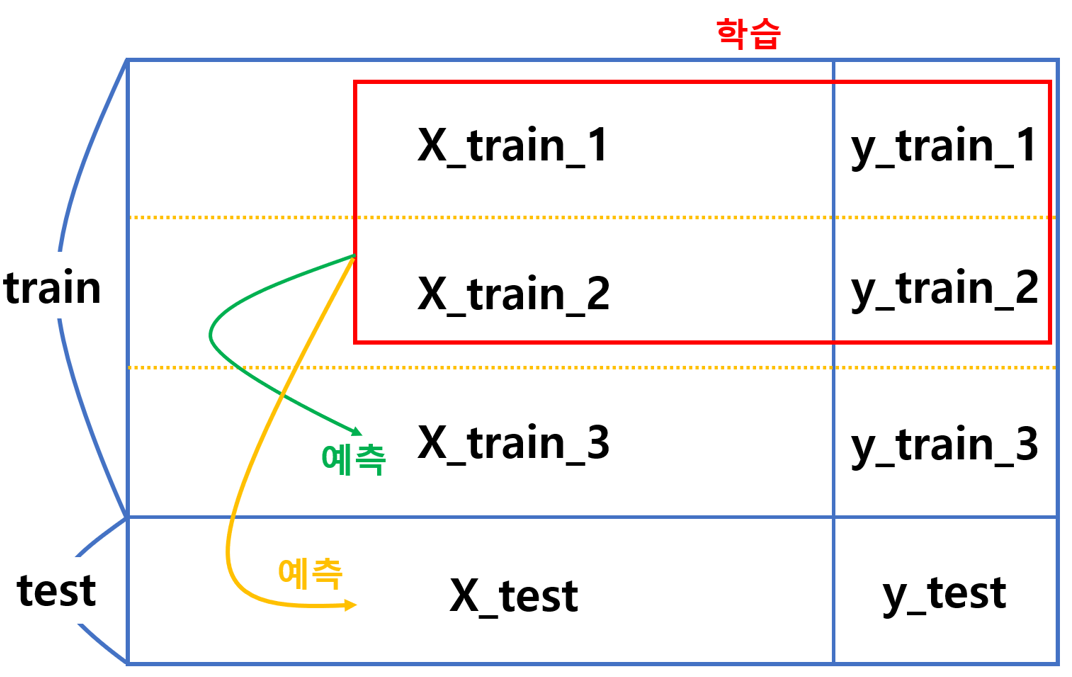 학습
X_train_1
y_train_1
train
X_train_2
y_train_2
예측
X_train_3
y_train_3
test
예측
X_test
y_test